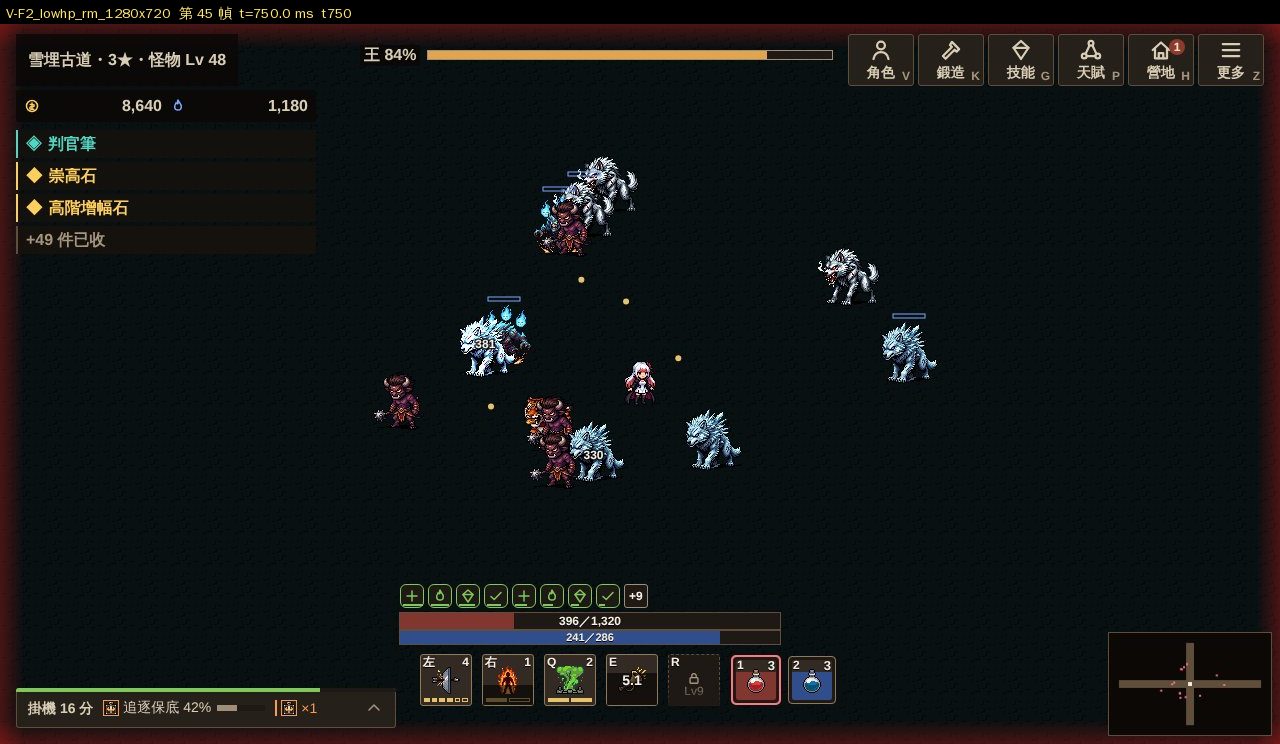 V-F2_lowhp_rm_1280x720 第 45 幀 t=750.0 ms t750
雪埋古道・3★・怪物 Lv 48
王 84%
角色 V
鍛造 K
技能 G
天賦 P
營地 H 1
更多 Z
8,640 1,180
判官筆
崇高石
高階增幅石
+49 件已收
381
330
+9
396／1,320
241／286
左 4
右 1
Q 2
E 5.1
R Lv9
1 3
2 3
掛機 16 分 追逐保底 42% ×1